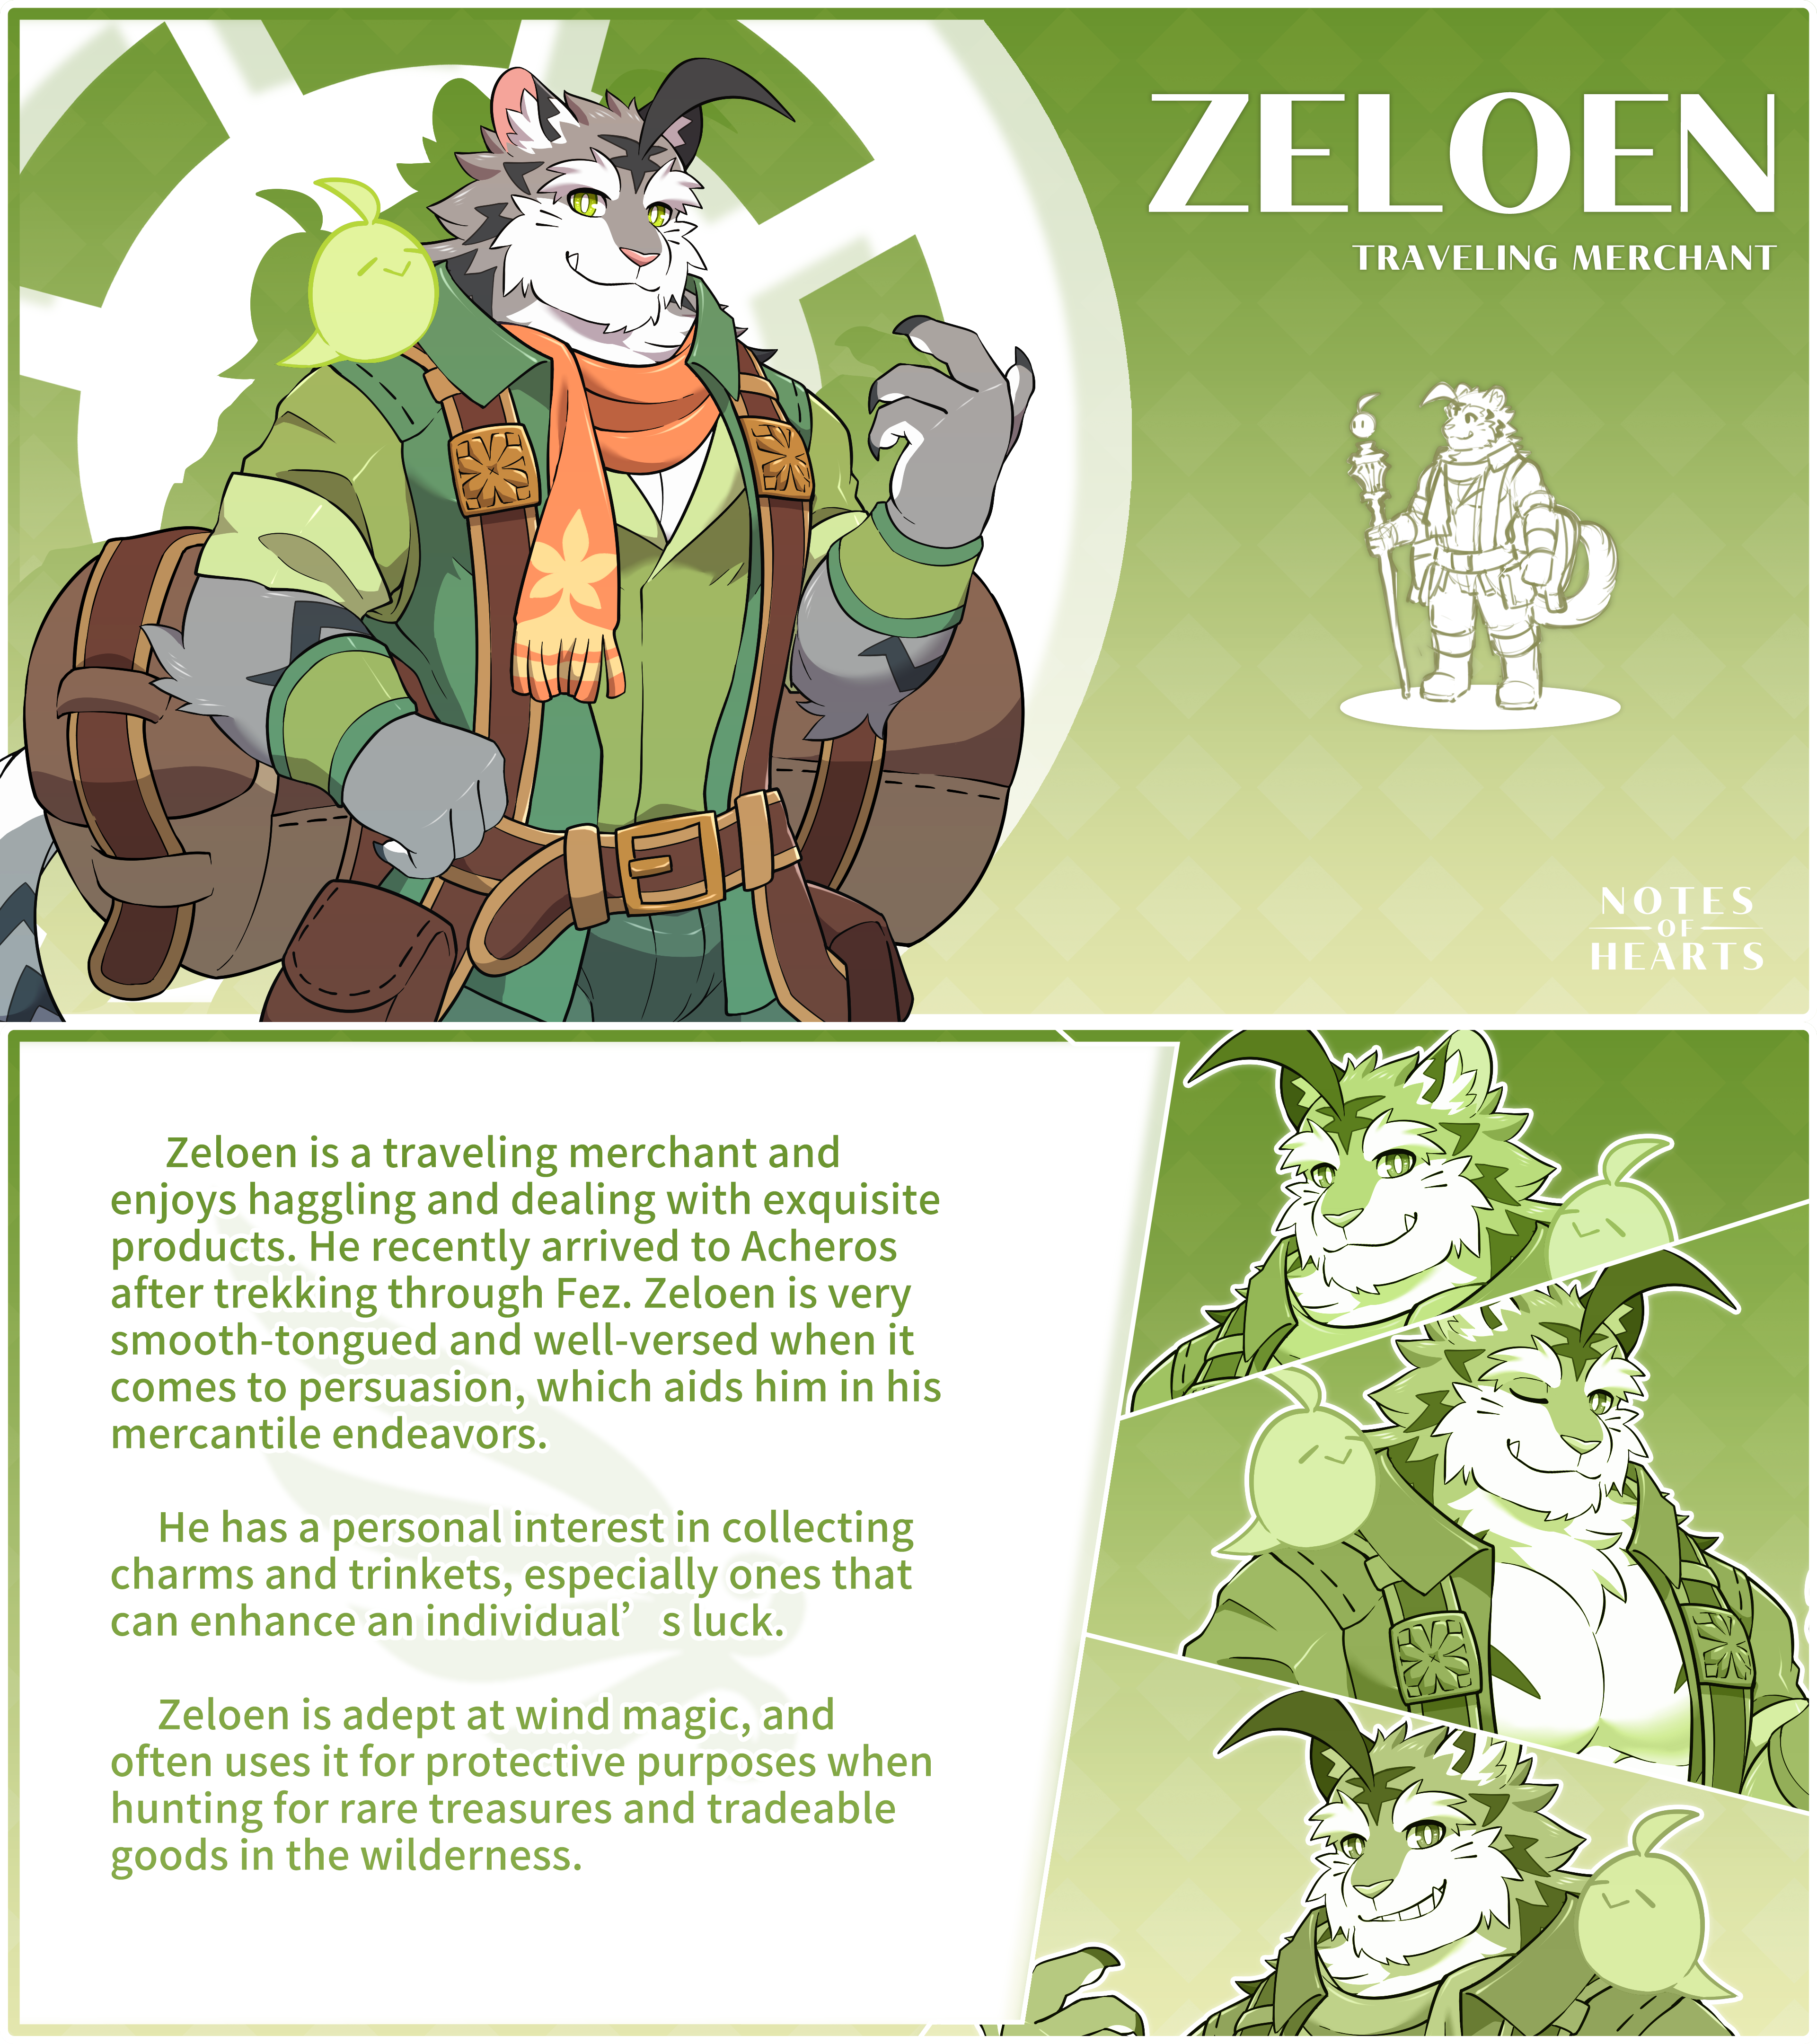 ZELOEN
TRAVELING MERCHANT
NOTES
OF
HEARTS
Zeloen is a traveling merchant and
enjoys haggling and dealing with exquisite
products. He recently arrived to Acheros
after trekking through Fez. Zeloen is very
smooth-tongued and well-versed when it
comes to persuasion, which aids him in his
mercantile endeavors.
He has a personal interest in collecting
charms and trinkets, especially ones that
can enhance an individual’ s luck.
Zeloen is adept at wind magic, and
often uses it for protective purposes when
hunting for rare treasures and tradeable
goods in the wilderness.